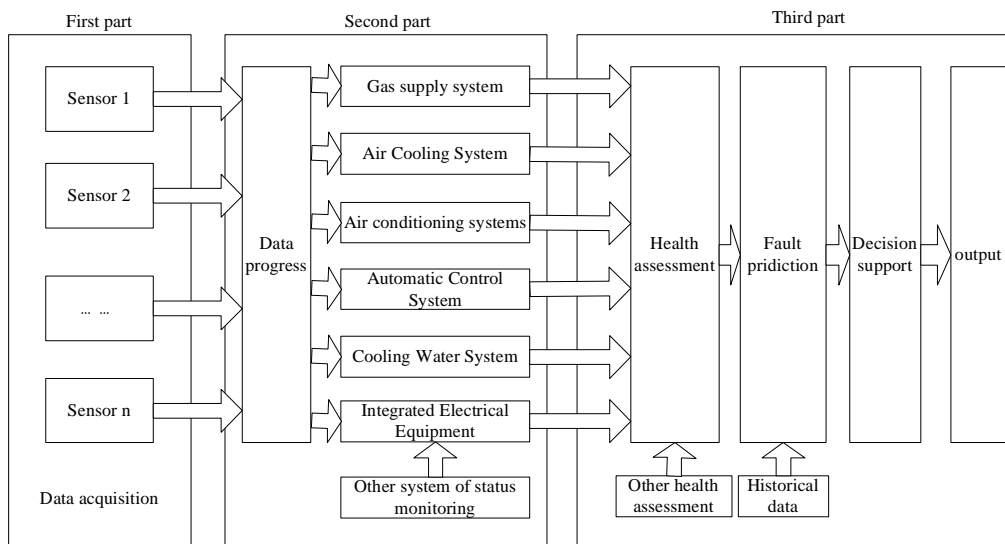 First part
Second part
Third part
Sensor 1
Sensor 2
... ...
Sensor n
Data acquisition
Data
progress
Gas supply system
Air Cooling System
Air conditioning systems
Automatic Control
System
Cooling Water System
Integrated Electrical
Equipment
Other system of status
monitoring
Health
assessment
Fault
pridiction
Decision
support
output
Other health
assessment
Historical
data